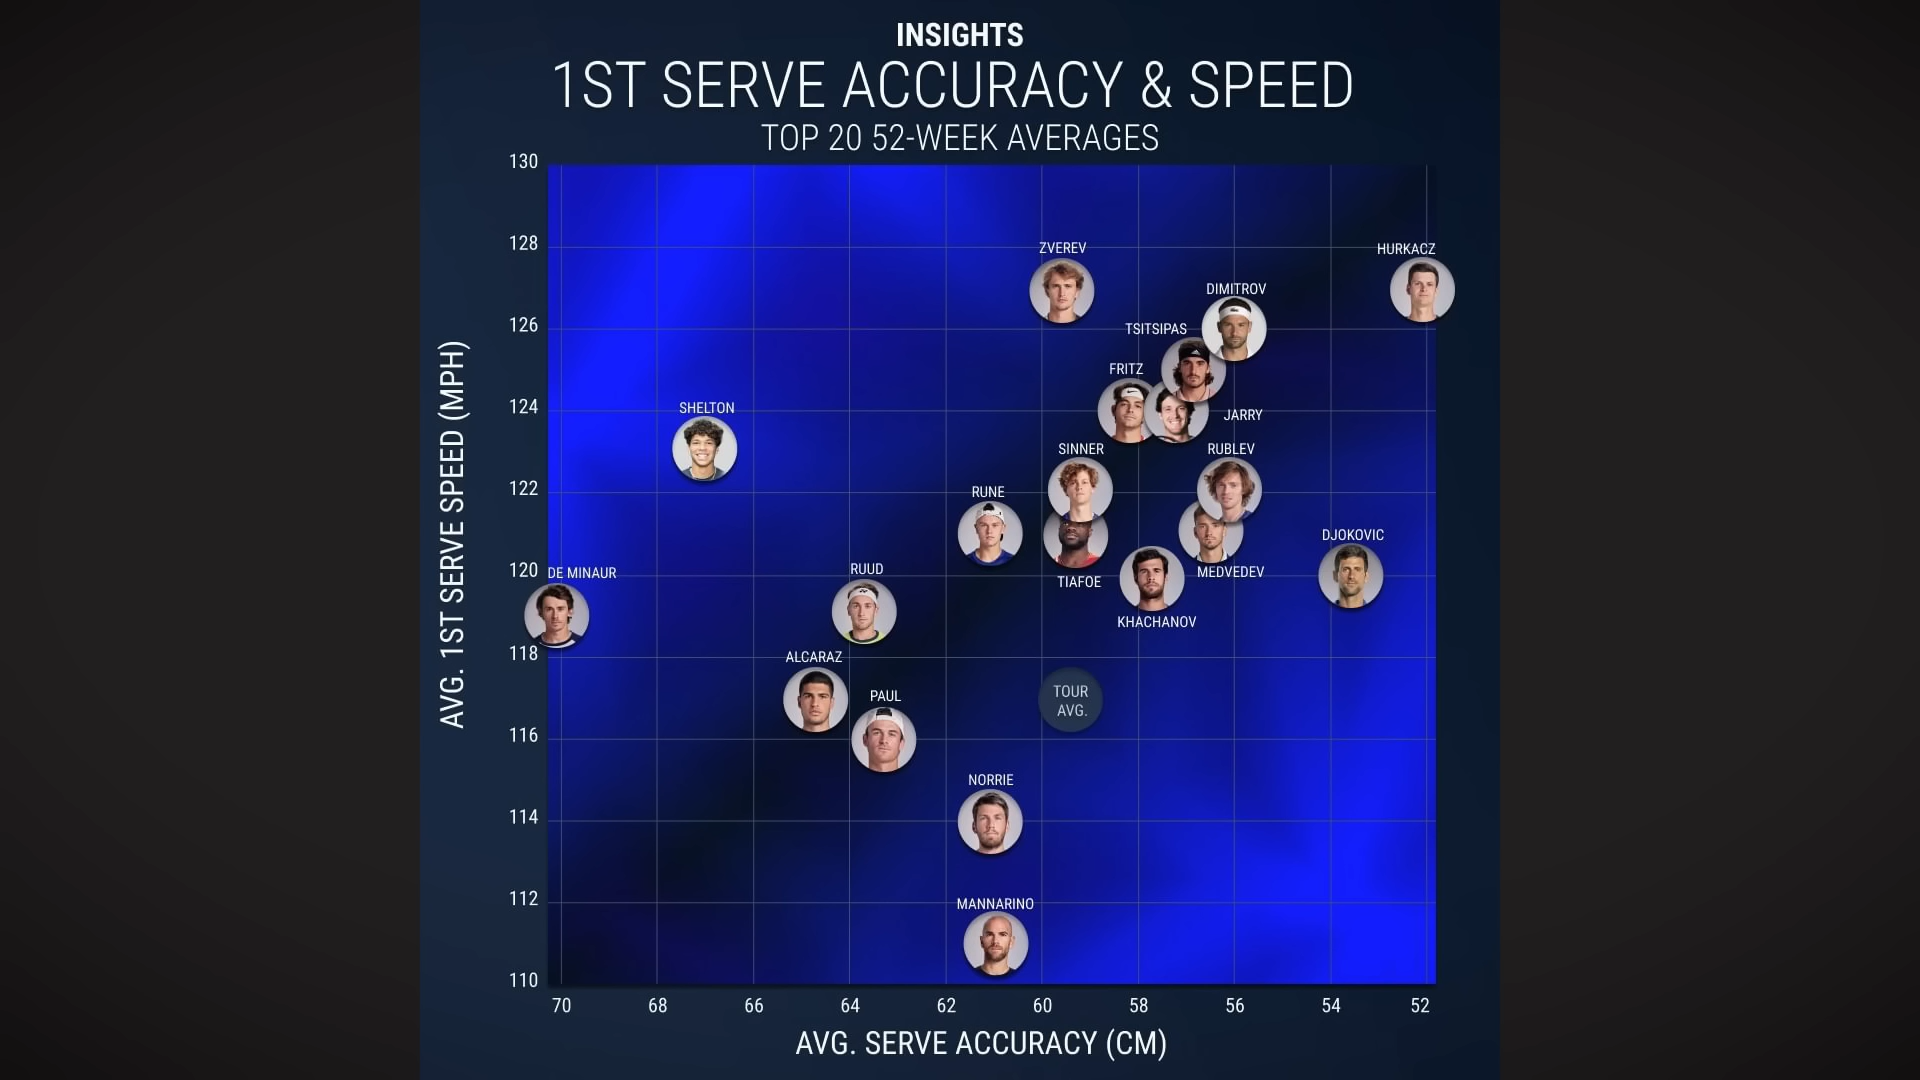 INSIGHTS
1ST SERVE ACCURACY & SPEED
TOP 20 52-WEEK AVERAGES
130
128
126
124
122
120
118
116
114
112
110
AVG. 1ST SERVE SPEED (MPH)
ZVEREV
HURKACZ
DIMITROV
TSITSIPAS
FRITZ
JARRY
SHELTON
SINNER
RUBLEV
RUNE
DJOKOVIC
DE MINAUR
RUUD
TIAFOE
MEDVEDEV
KHACHANOV
ALCARAZ
PAUL
TOUR
AVG.
NORRIE
MANNARINO
70 68 66 64 62 60 58 56 54 52
AVG. SERVE ACCURACY (CM)